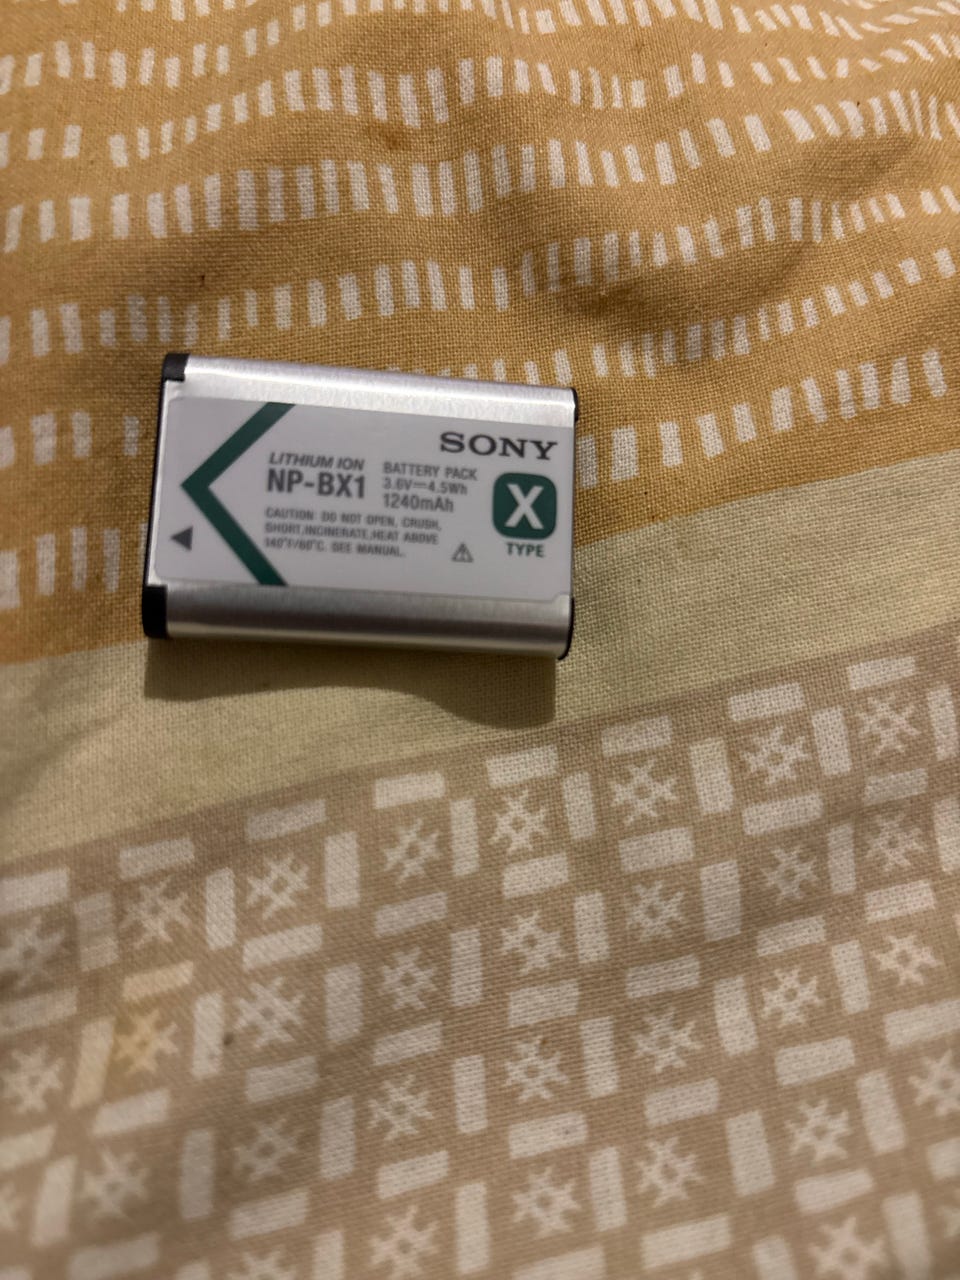 SONY
LITHIUM ION
NP-BX1
BATTERY PACK
3.6V⎓4.5Wh
1240mAh
CAUTION: DO NOT OPEN, CRUSH,
SHORT,INCINERATE,HEAT ABOVE
140°F/60°C. SEE MANUAL.
X
TYPE